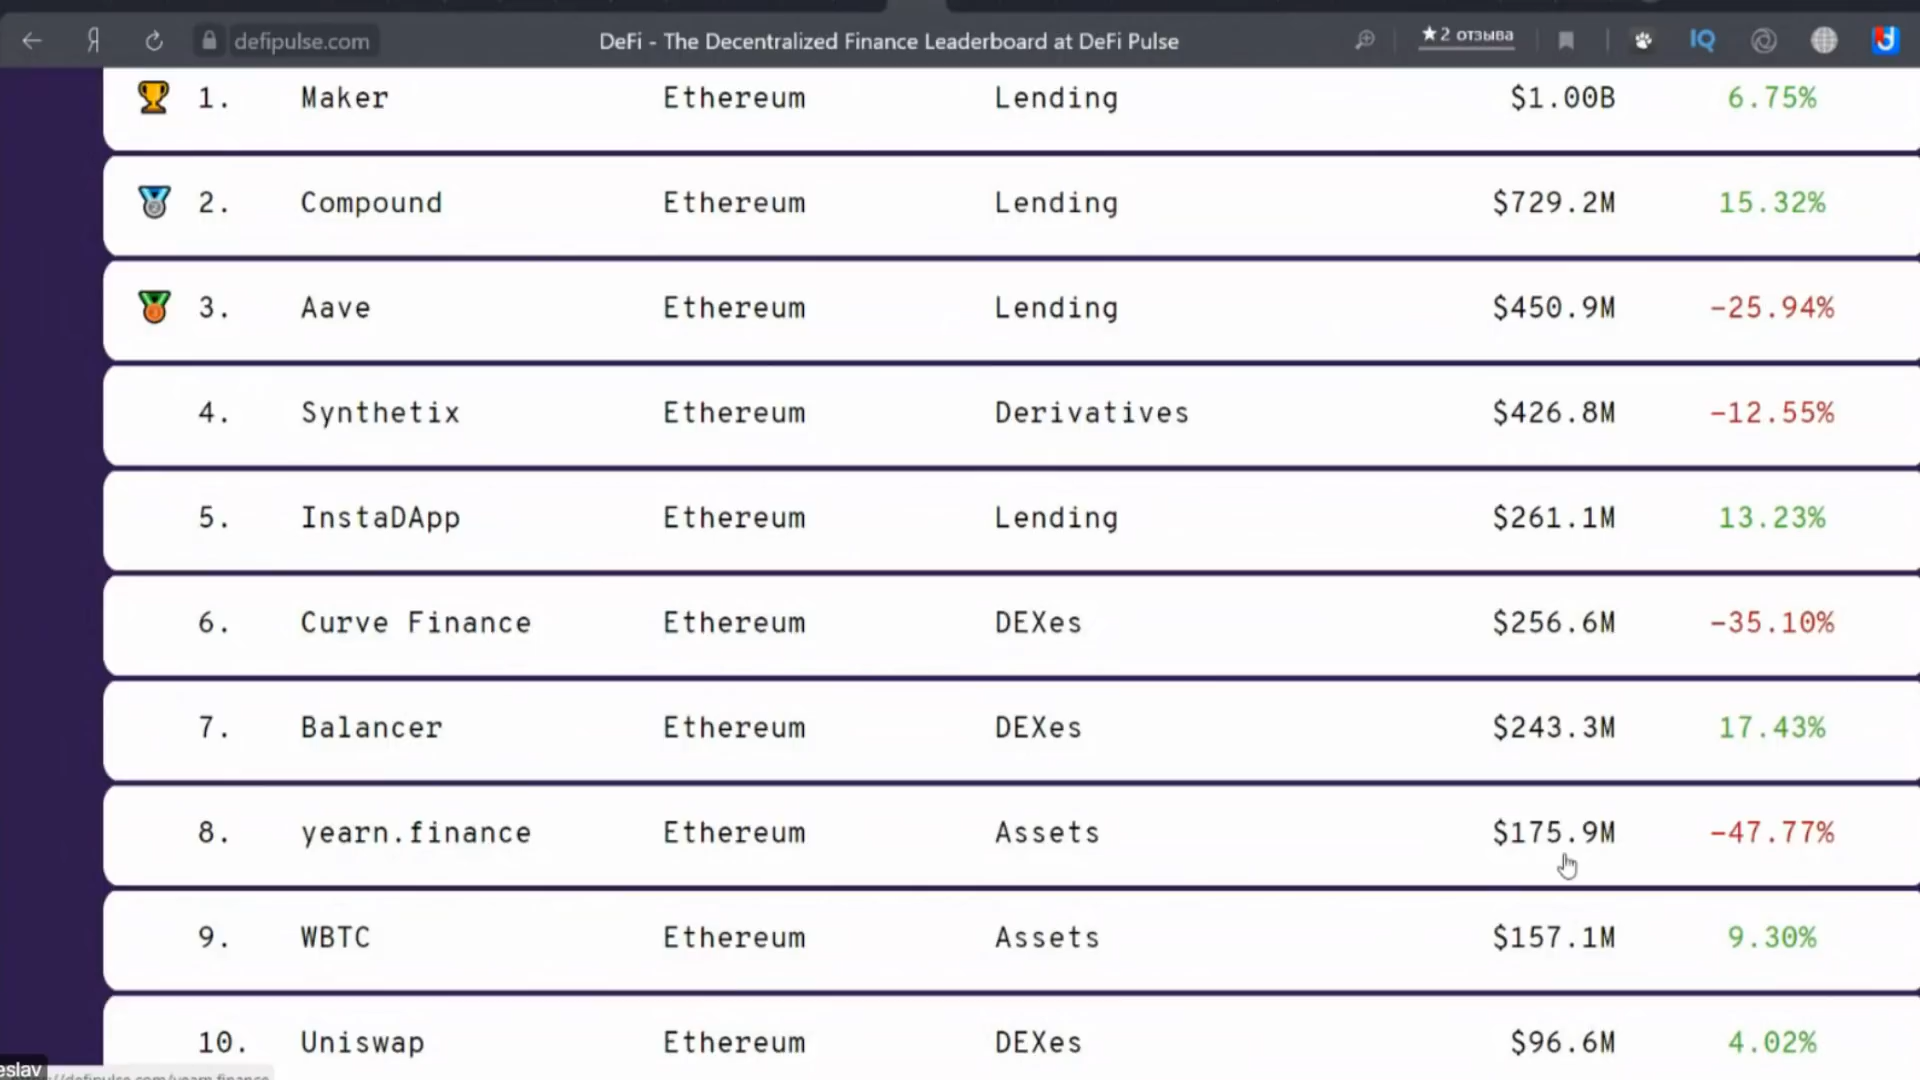 Я defipulse.com DeFi - The Decentralized Finance Leaderboard at DeFi Pulse ★2 отзыва IQ
1. Maker Ethereum Lending $1.00B 6.75%
2. Compound Ethereum Lending $729.2M 15.32%
3. Aave Ethereum Lending $450.9M -25.94%
4. Synthetix Ethereum Derivatives $426.8M -12.55%
5. InstaDApp Ethereum Lending $261.1M 13.23%
6. Curve Finance Ethereum DEXes $256.6M -35.10%
7. Balancer Ethereum DEXes $243.3M 17.43%
8. yearn.finance Ethereum Assets $175.9M -47.77%
9. WBTC Ethereum Assets $157.1M 9.30%
10. Uniswap Ethereum DEXes $96.6M 4.02%
eslav